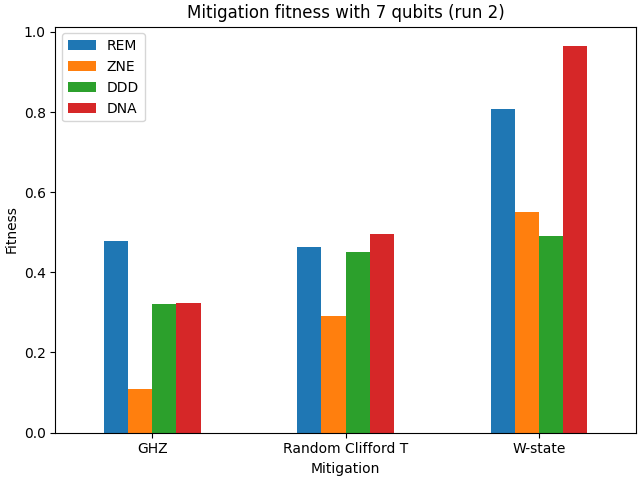 Mitigation fitness with 7 qubits (run 2)
REM
ZNE
DDD
DNA
Fitness
1.0
0.8
0.6
0.4
0.2
0.0
GHZ
Random Clifford T
W-state
Mitigation